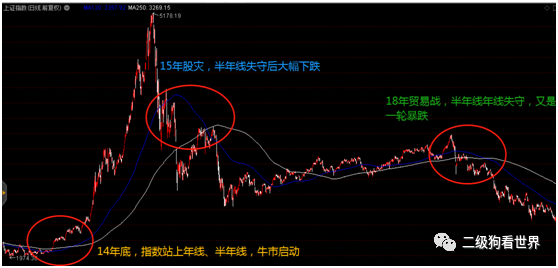 上证指数(日线 前复权)
MA250: 3269.15
5178.19
15年股灾，半年线失守后大幅下跌
18年贸易战，半年线年线失守，又是
一轮暴跌
14年底，指数站上年线、半年线，牛市启动
1974.38
二级狗看世界